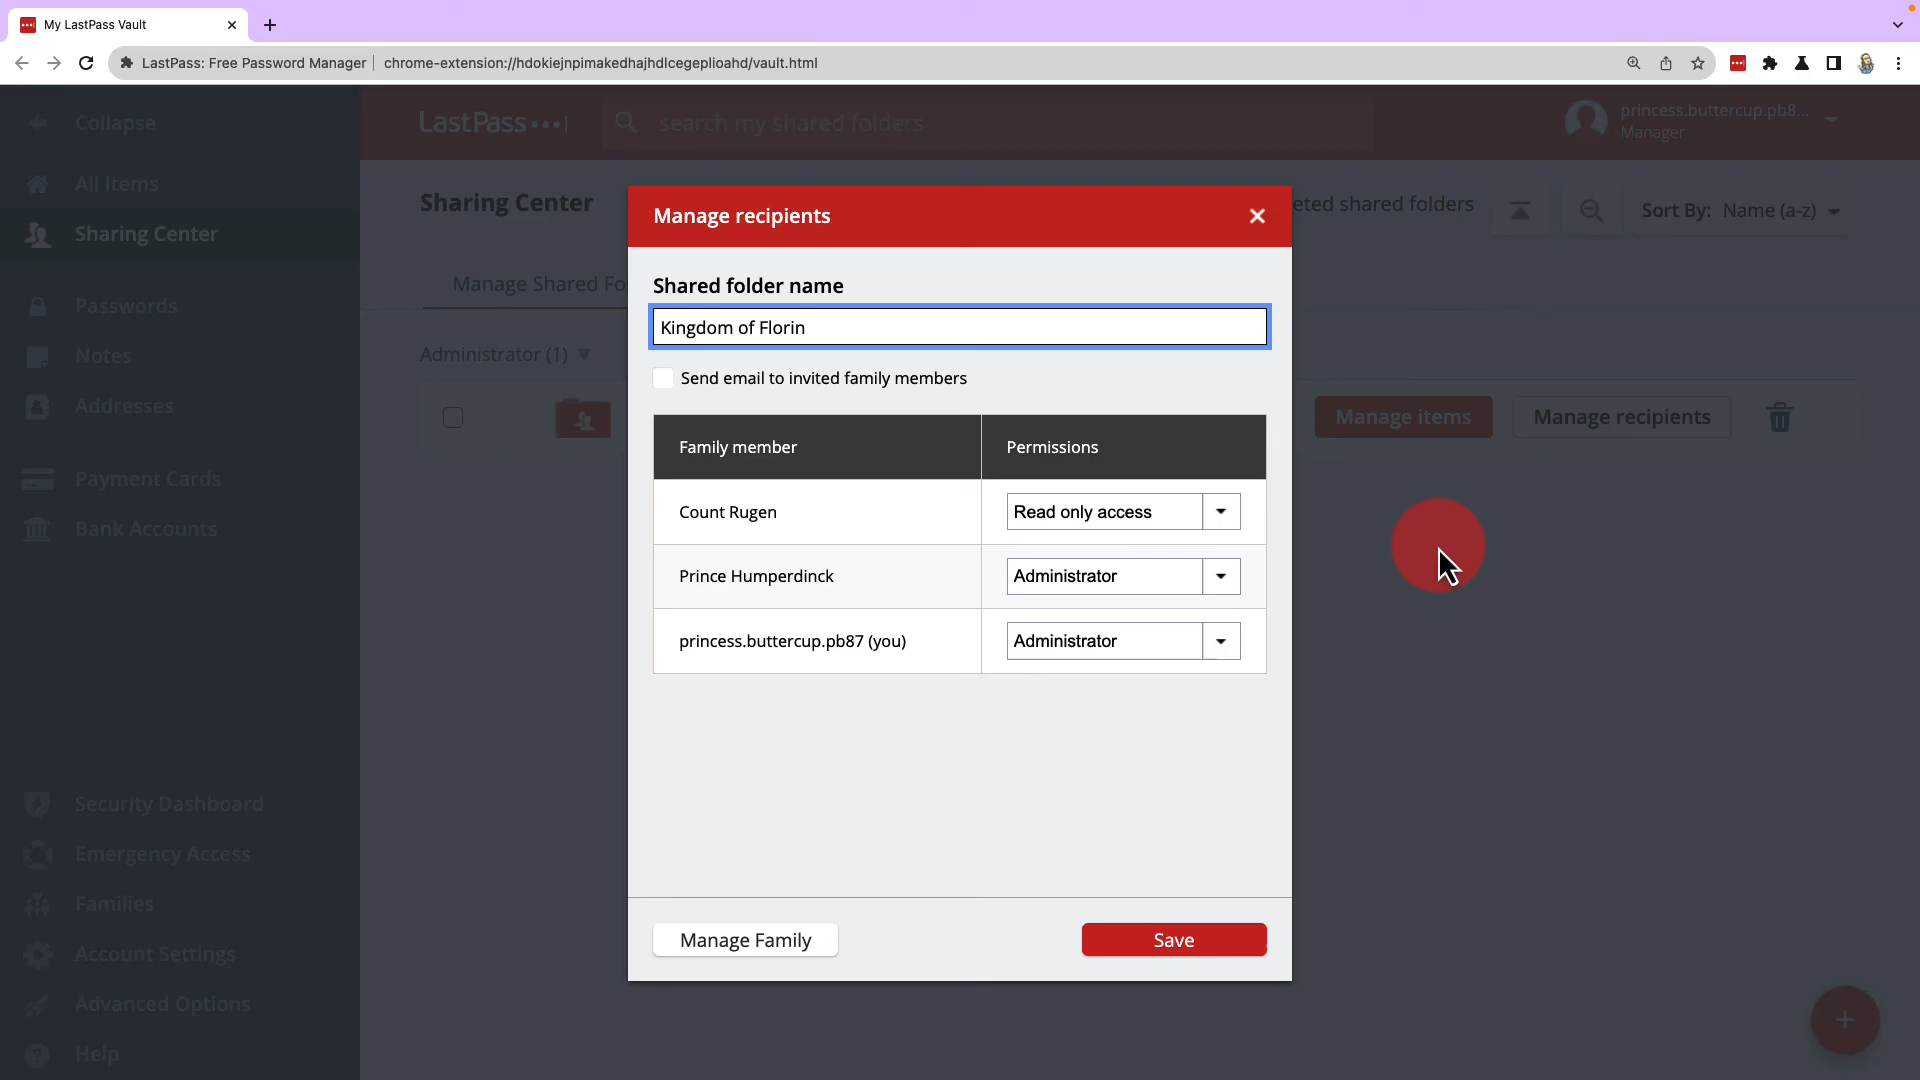 My LastPass Vault
LastPass: Free Password Manager
chrome-extension://hdokiejnpimakedhajhdlcegeplioahd/vault.html
Collapse
All Items
Sharing Center
Passwords
Notes
Addresses
Payment Cards
Bank Accounts
Security Dashboard
Emergency Access
Families
Account Settings
Advanced Options
Help
LastPass
search my shared folders
princess.buttercup.pb8...
Manager
Sharing Center
eted shared folders
Sort By: Name (a-z)
Manage Shared Fo
Administrator (1)
Manage items
Manage recipients
Manage recipients
Shared folder name
Kingdom of Florin
Send email to invited family members
Family member Permissions
Count Rugen Read only access
Prince Humperdinck Administrator
princess.buttercup.pb87 (you) Administrator
Manage Family
Save